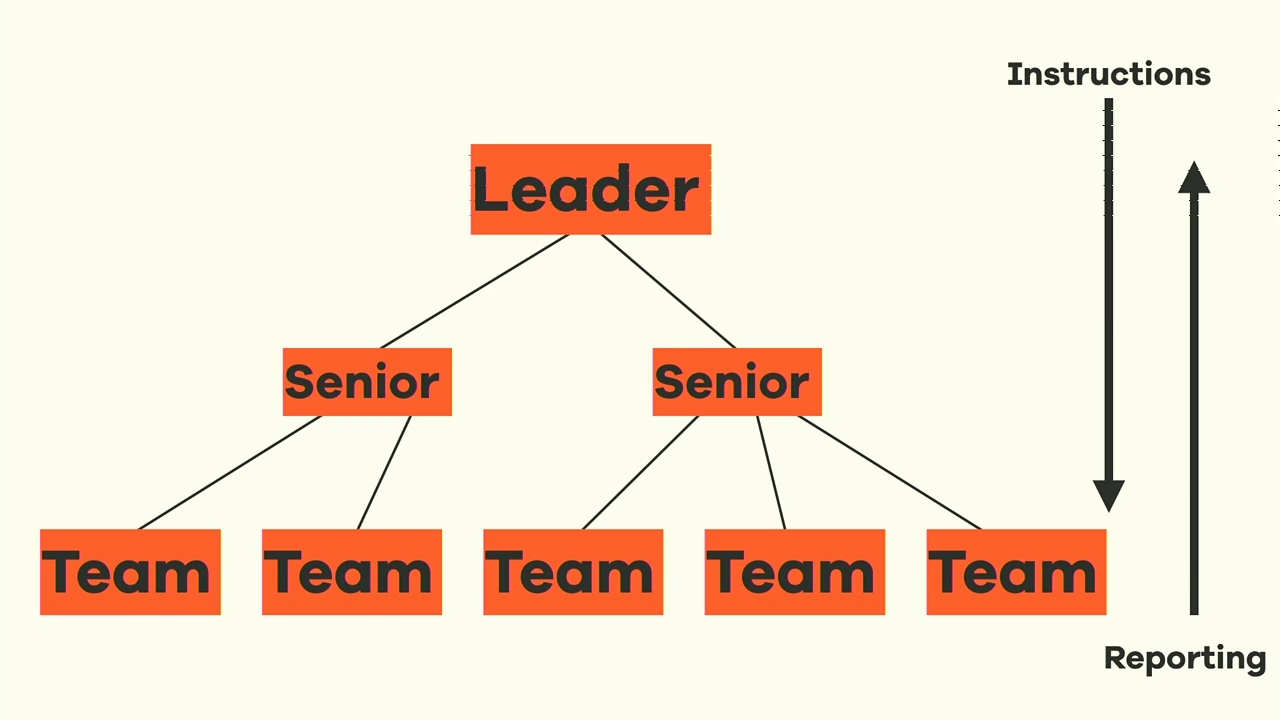 Instructions
Leader
Senior
Senior
Team
Team
Team
Team
Team
Reporting